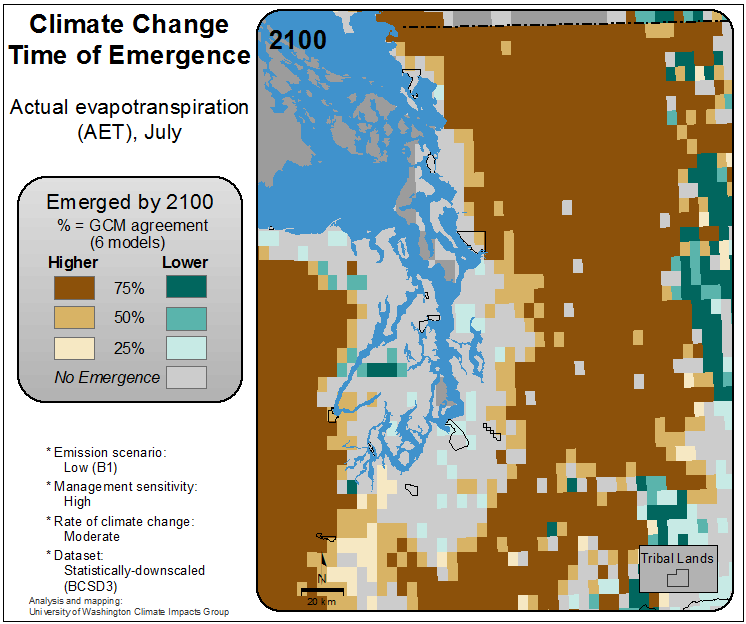 Climate Change
Time of Emergence
Actual evapotranspiration
(AET), July
Emerged by 2100
% = GCM agreement
(6 models)
Higher Lower
75%
50%
25%
No Emergence
* Emission scenario:
Low (B1)
* Management sensitivity:
High
* Rate of climate change:
Moderate
* Dataset:
Statistically-downscaled
(BCSD3)
Analysis and mapping:
University of Washington Climate Impacts Group
2100
N
20 km
Tribal Lands